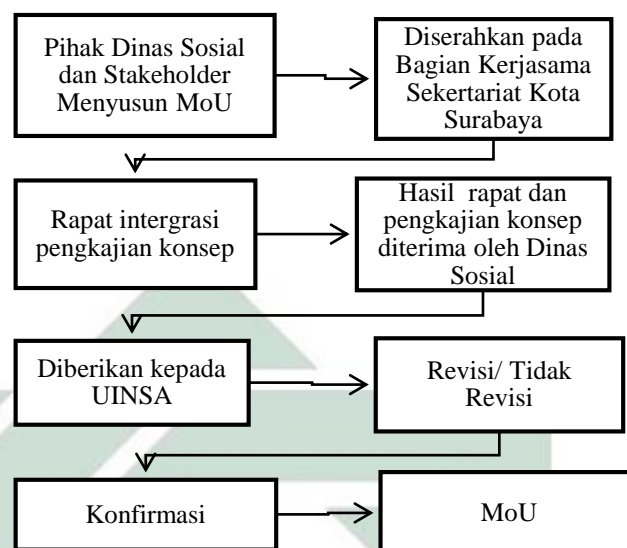 Pihak Dinas Sosial
dan Stakeholder
Menyusun MoU
Diserahkan pada
Bagian Kerjasama
Sekertariat Kota
Surabaya
Rapat intergrasi
pengkajian konsep
Hasil rapat dan
pengkajian konsep
diterima oleh Dinas
Sosial
Diberikan kepada
UINSA
Revisi/ Tidak
Revisi
Konfirmasi
MoU